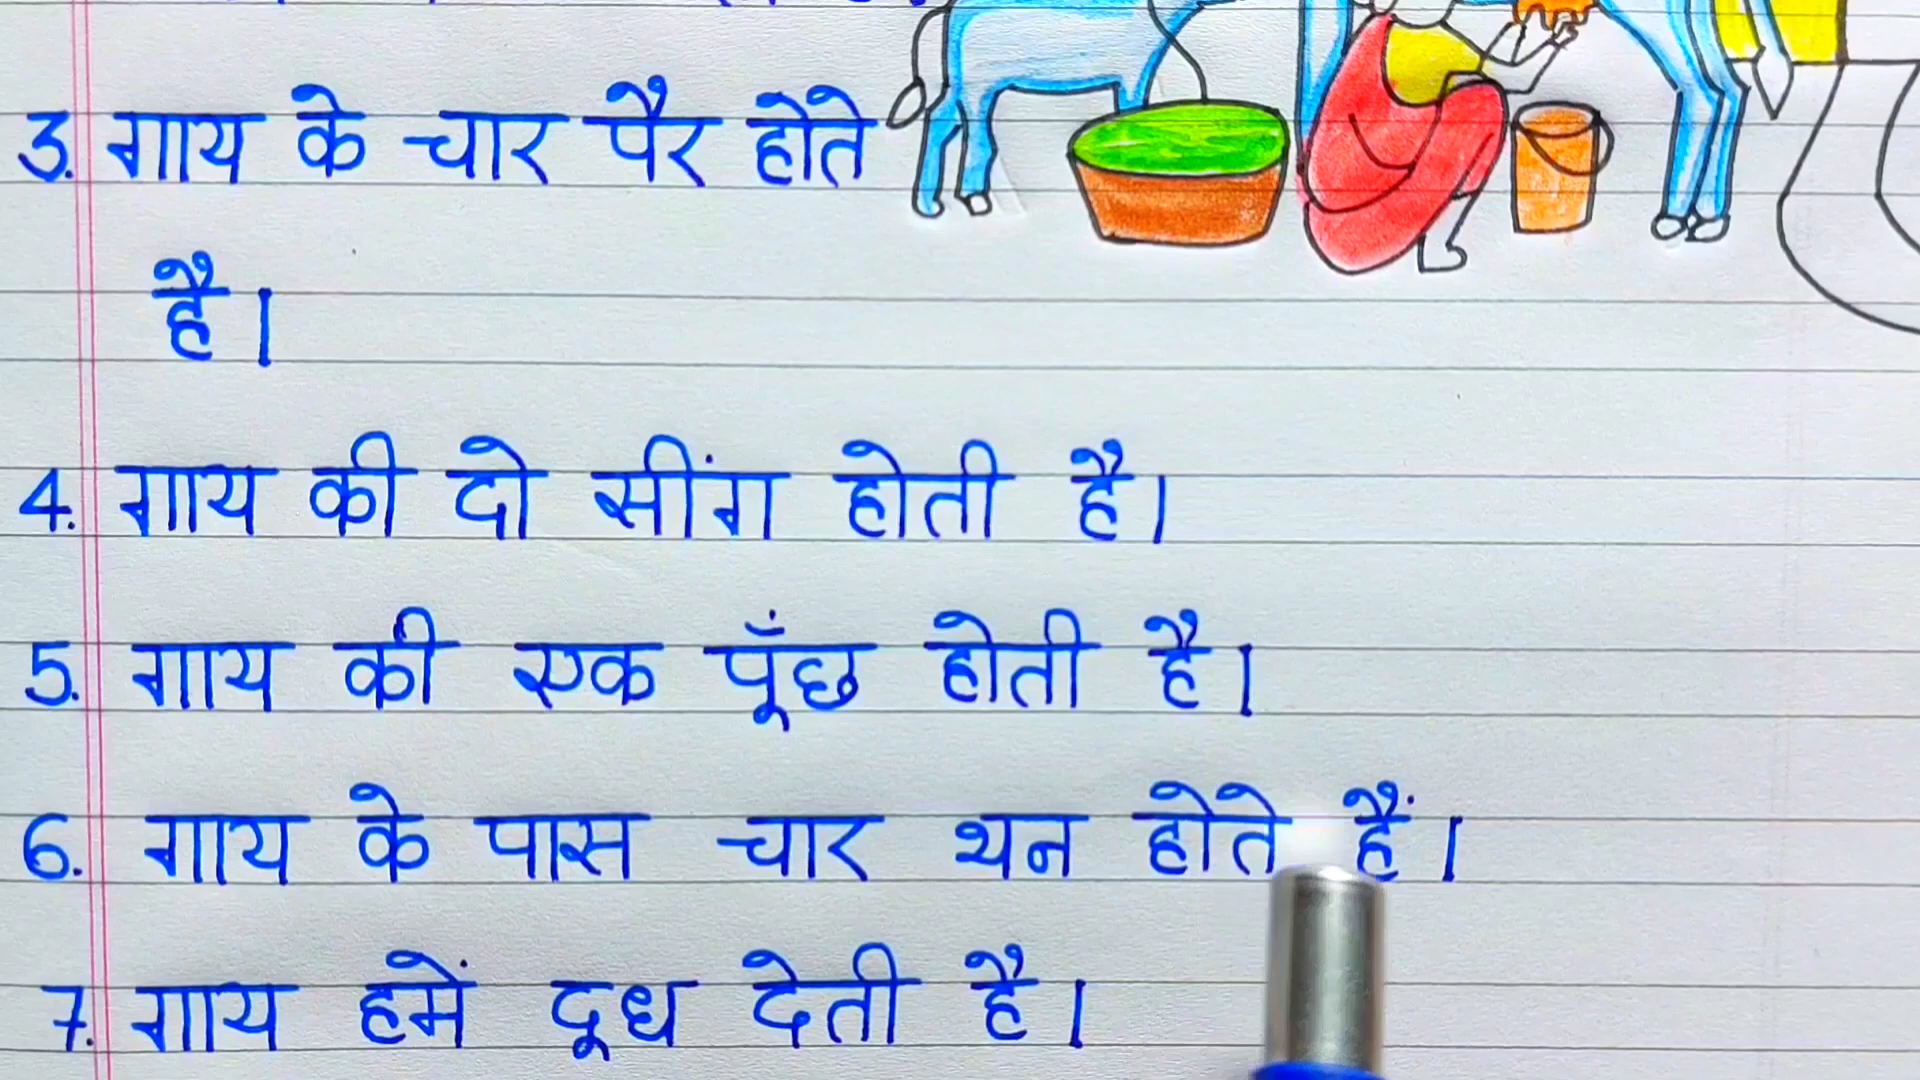 3. गाय के चार पैर होते
है।
4. गाय की दो सींग होती है।
5. गाय की एक पूँछ होती है।
6. गाय के पास चार थन होते हैं।
7. गाय हमें दूध देती है।